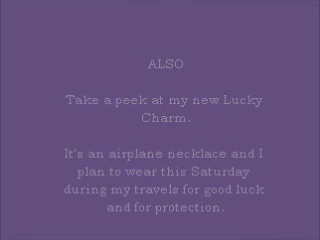 ALSO
Take a peek at my new Lucky
Charm.
It's an airplane necklace and I
plan to wear this Saturday
during my travels for good luck
and for protection.